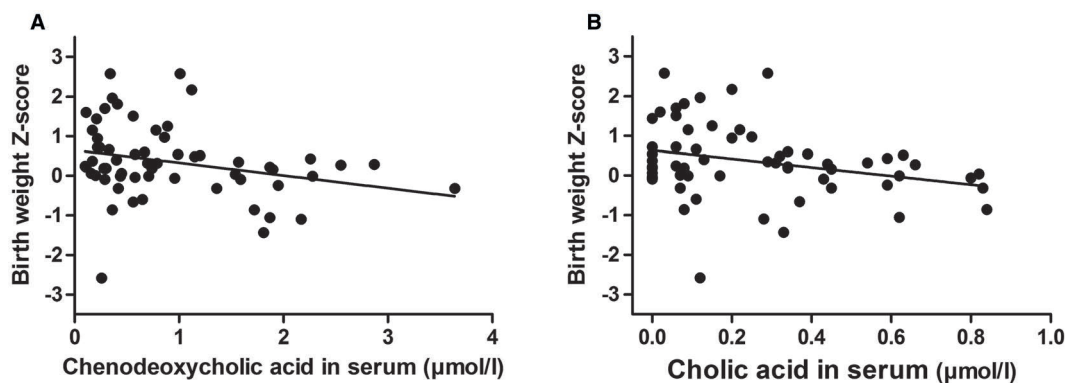 A
Birth weight Z-score
3
2
1
0
-1
-2
-3
0 1 2 3 4
Chenodeoxycholic acid in serum (µmol/l)
B
Birth weight Z-score
3
2
1
0
-1
-2
-3
0.0 0.2 0.4 0.6 0.8 1.0
Cholic acid in serum (µmol/l)